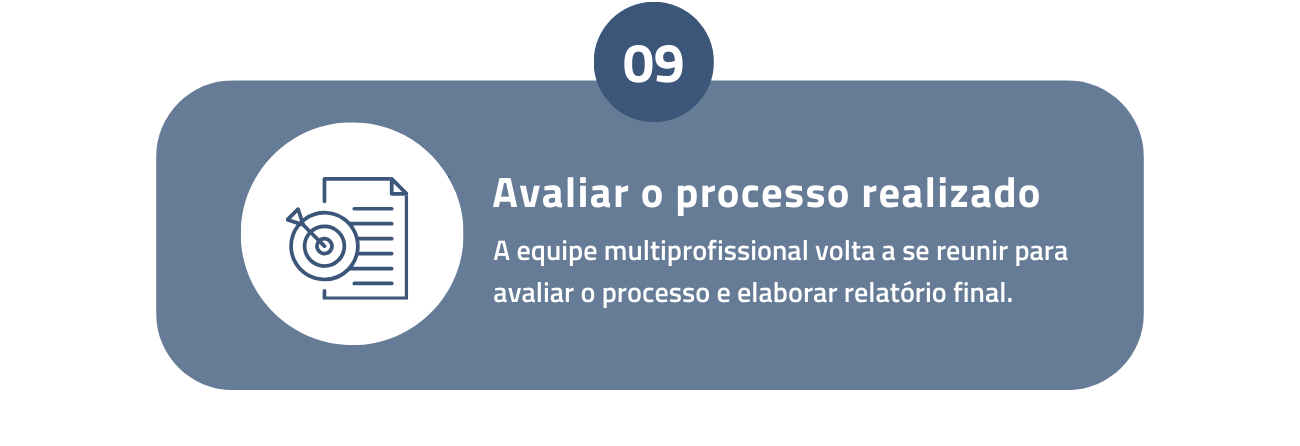 09
Avaliar o processo realizado
A equipe multiprofissional volta a se reunir para
avaliar o processo e elaborar relatório final.